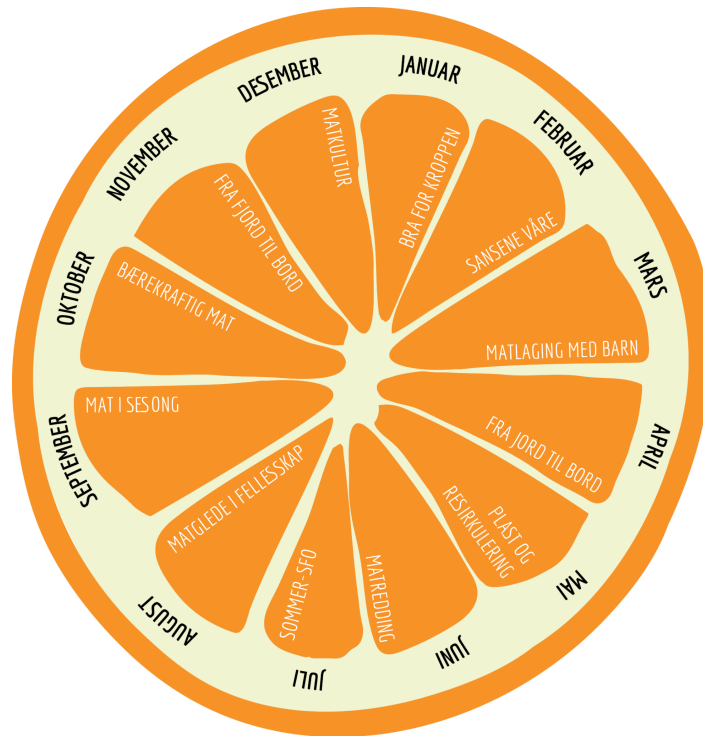 JANUAR
BRA FOR KROPPEN
FEBRUAR
SANSENE VÅRE
MARS
MATLAGING MED BARN
APRIL
FRA JORD TIL BORD
MAI
PLAST OG
RESIRKULERING
JUNI
MATREDDING
JULI
SOMMER-SFO
AUGUST
MATGLEDE I FELLESSKAP
SEPTEMBER
MAT I SESONG
OKTOBER
BÆREKRAFTIG MAT
NOVEMBER
FRA FJORD TIL BORD
DESEMBER
MATKULTUR